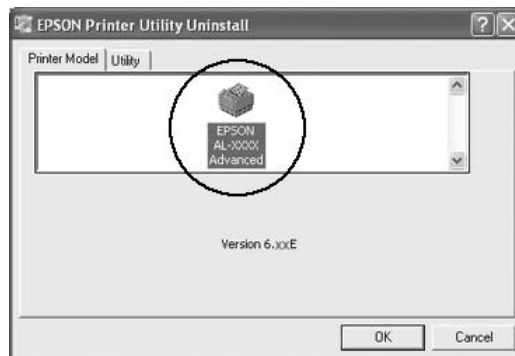 EPSON Printer Utility Uninstall
Printer Model Utility
EPSON
AL-XXXX
Advanced
Version 6.xxE
OK Cancel